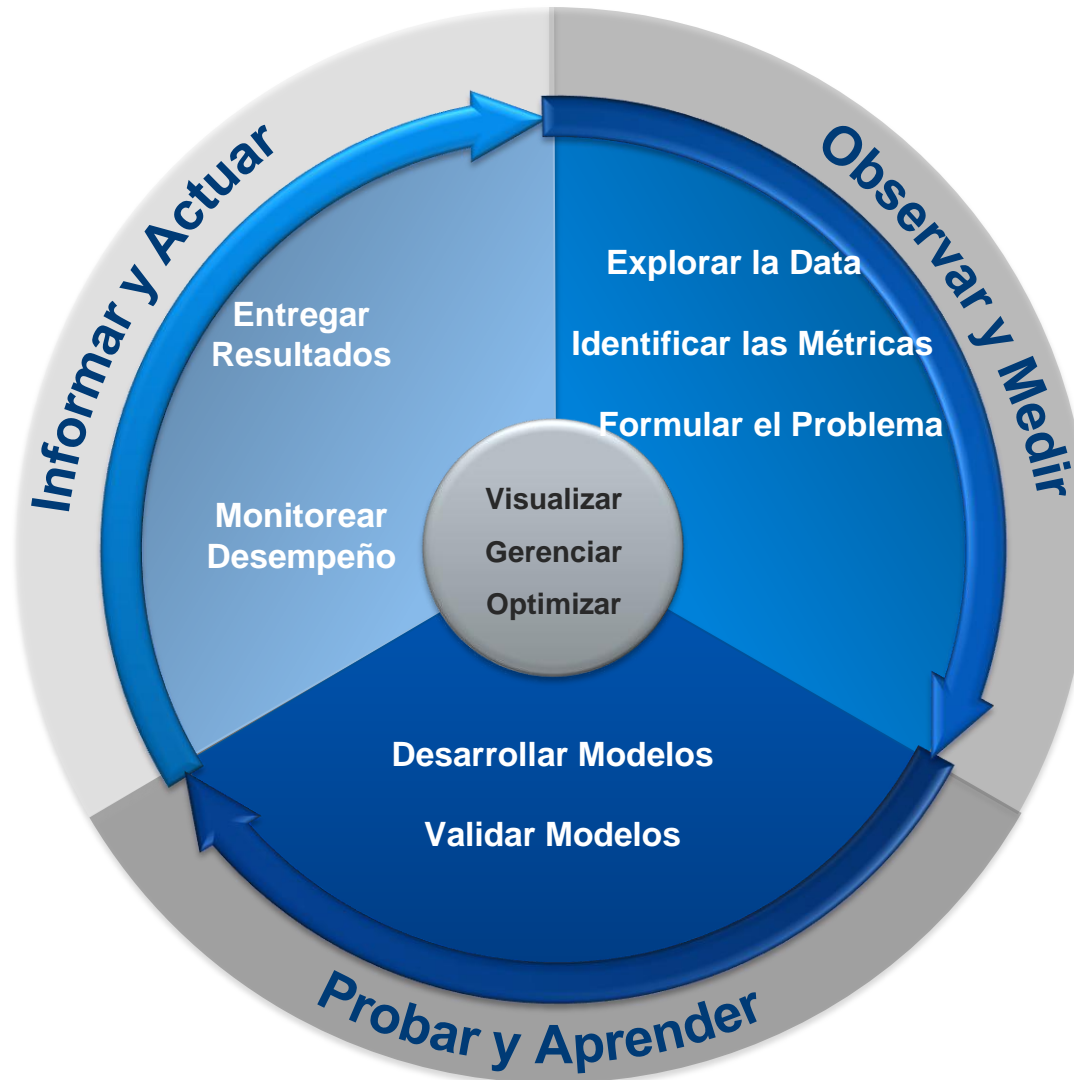 Observar y Medir
Explorar la Data
Identificar las Métricas
Formular el Problema
Probar y Aprender
Desarrollar Modelos
Validar Modelos
Informar y Actuar
Entregar
Resultados
Monitorear
Desempeño
Visualizar
Gerenciar
Optimizar